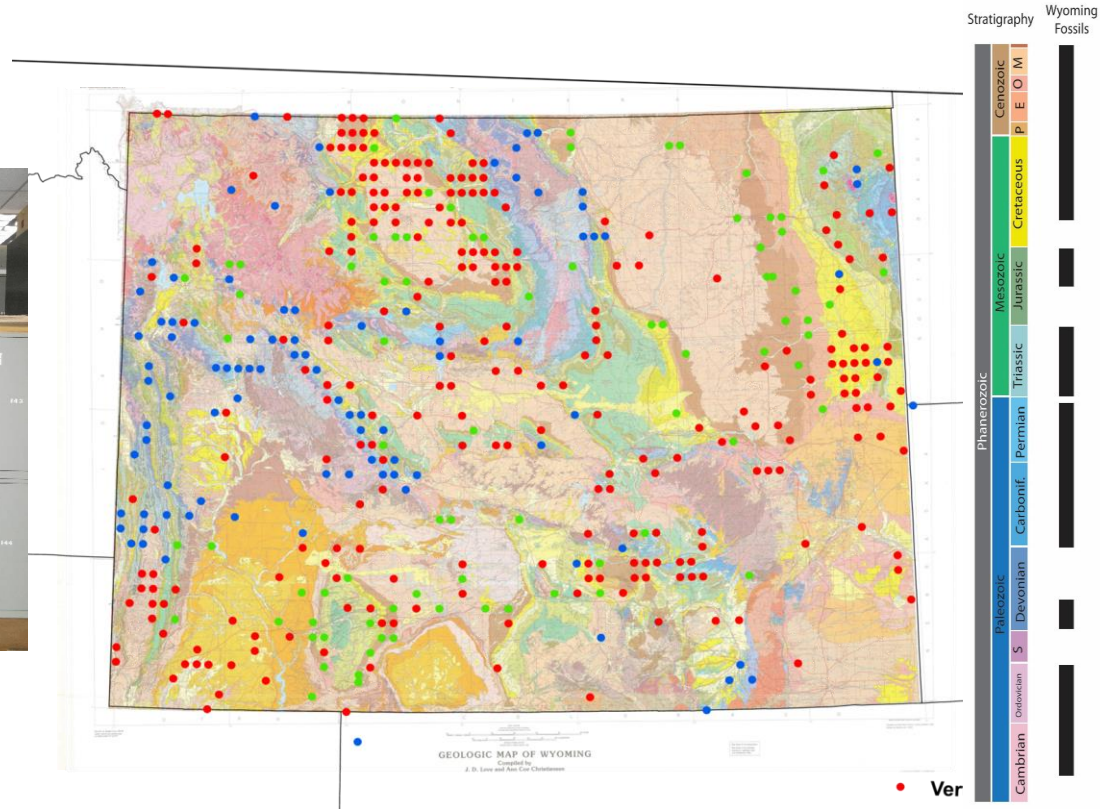 Stratigraphy
Wyoming
Fossils
Phanerozoic
Cenozoic
Mesozoic
Paleozoic
M
O
E
P
Cretaceous
Jurassic
Triassic
Permian
Carbonif.
Devonian
S
Ordovician
Cambrian
GEOLOGIC MAP OF WYOMING
Compiled by
J. D. Love and Ann Coe Christiansen
Ver